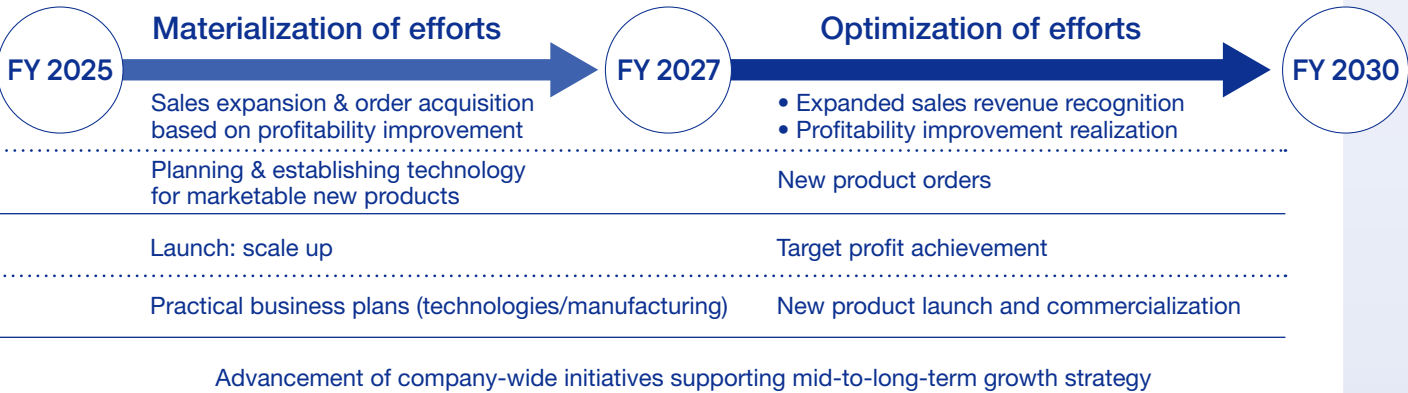 Materialization of efforts
Optimization of efforts
FY 2025
FY 2027
FY 2030
Sales expansion & order acquisition
based on profitability improvement
• Expanded sales revenue recognition
• Profitability improvement realization
Planning & establishing technology
for marketable new products
New product orders
Launch: scale up
Target profit achievement
Practical business plans (technologies/manufacturing)
New product launch and commercialization
Advancement of company-wide initiatives supporting mid-to-long-term growth strategy